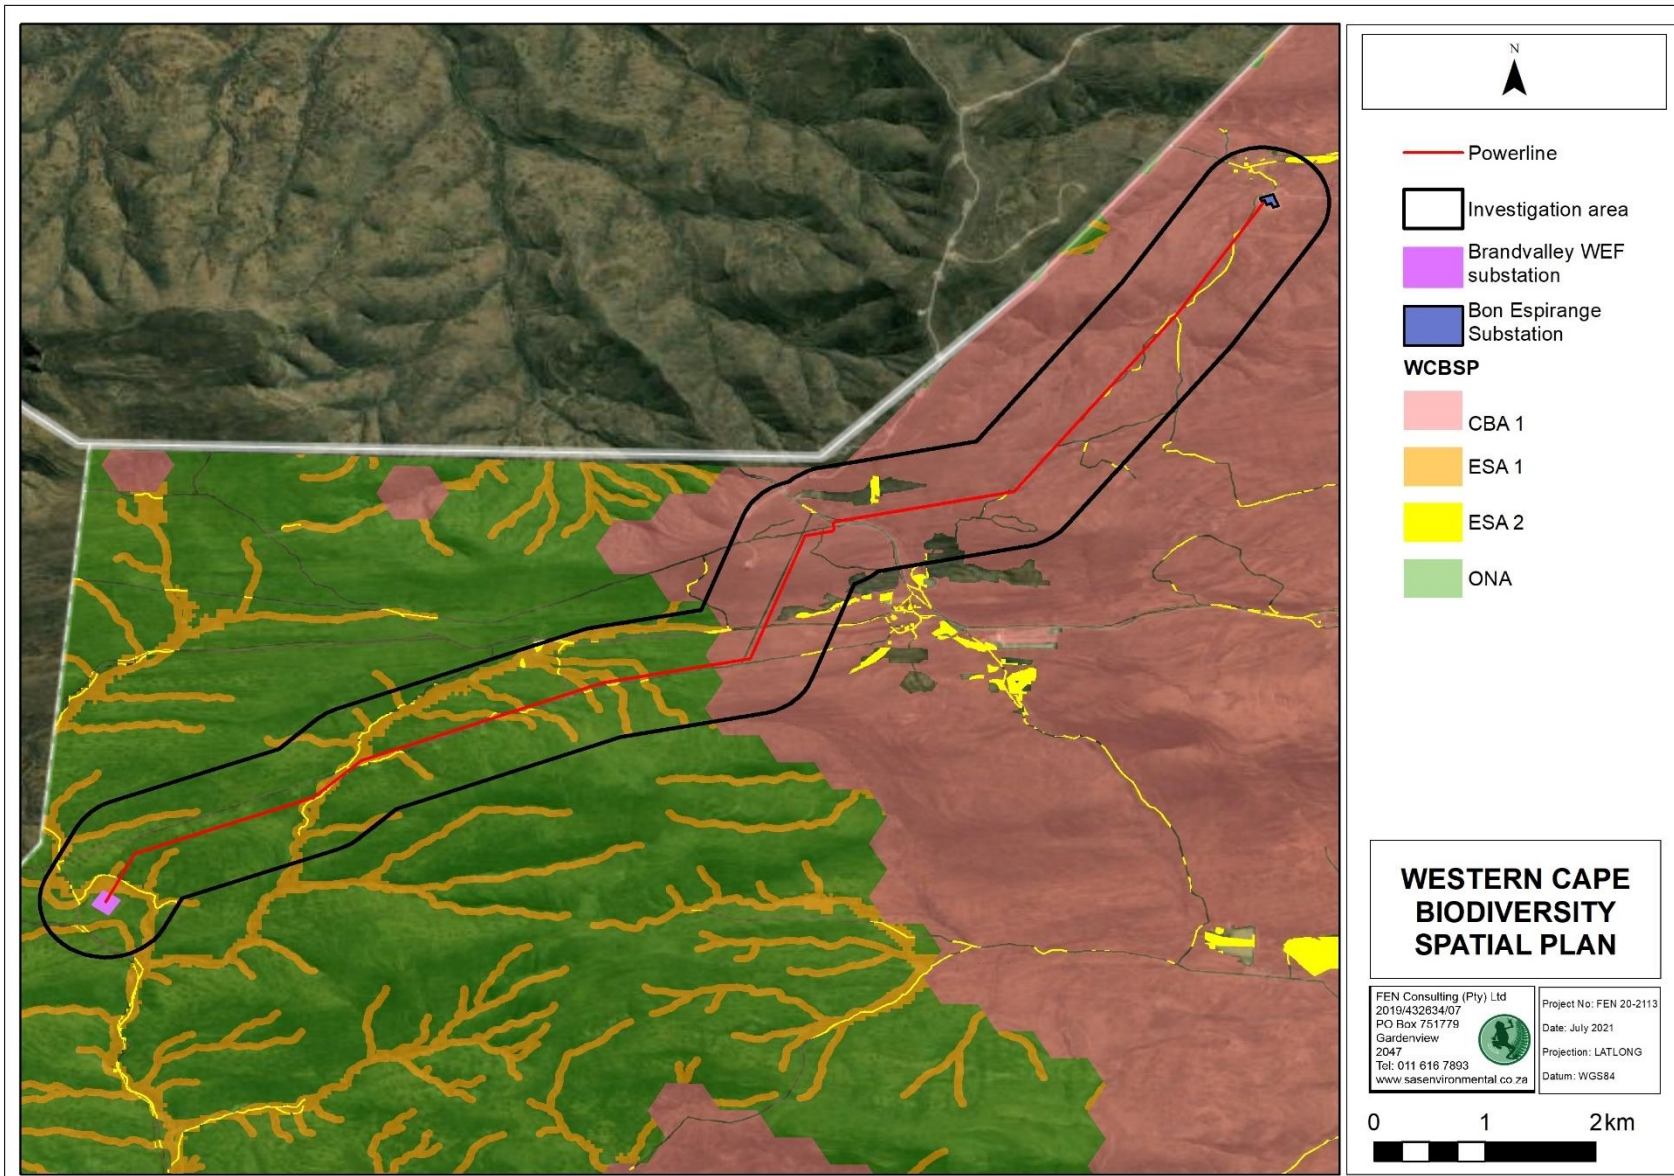 N
Powerline
Investigation area
Brandvalley WEF
substation
Bon Espirange
Substation
WCBSP
CBA 1
ESA 1
ESA 2
ONA
WESTERN CAPE
BIODIVERSITY
SPATIAL PLAN
FEN Consulting (Pty) Ltd
2019/432634/07
PO Box 751779
Gardenview
2047
Tel: 011 616 7893
www.sasenvironmental.co.za
Project No: FEN 20-2113
Date: July 2021
Projection: LATLONG
Datum: WGS84
0 1 2km